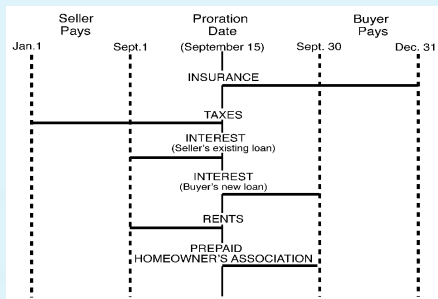 Seller
Pays
Proration
Date
Buyer
Pays
Jan.1
Sept.1
(September 15)
Sept. 30
Dec. 31
INSURANCE
TAXES
INTEREST
(Seller's existing loan)
INTEREST
(Buyer's new loan)
RENTS
PREPAID
HOMEOWNER'S ASSOCIATION